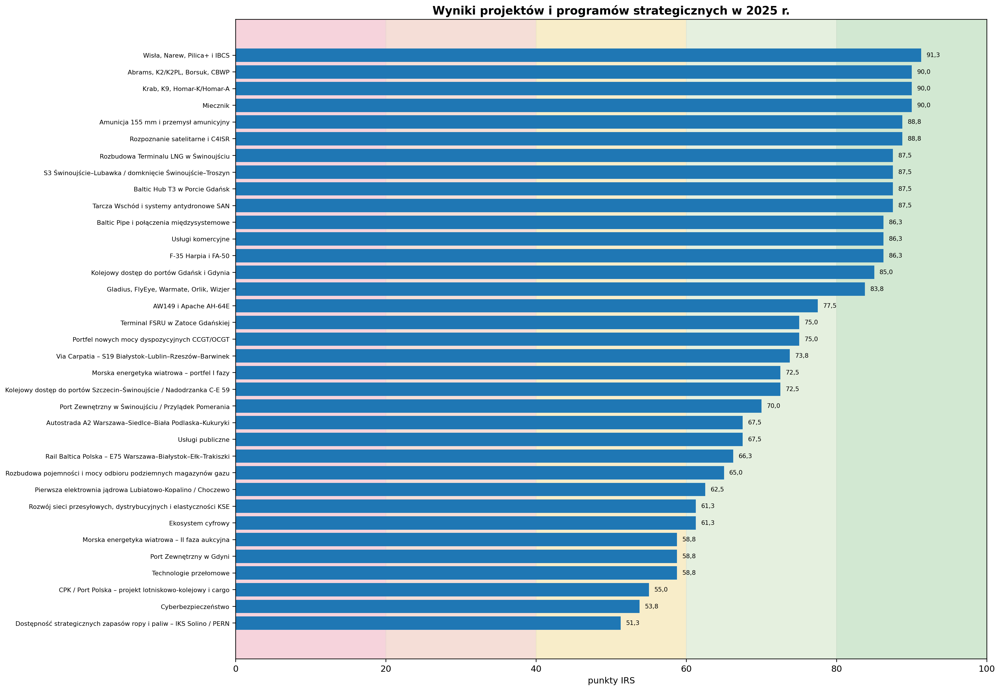 Wyniki projektów i programów strategicznych w 2025 r.
Wisła, Narew, Pilica+ i IBCS 91,3
Abrams, K2/K2PL, Borsuk, CBWP 90,0
Krab, K9, Homar-K/Homar-A 90,0
Miecznik 90,0
Amunicja 155 mm i przemysł amunicyjny 88,8
Rozpoznanie satelitarne i C4ISR 88,8
Rozbudowa Terminalu LNG w Świnoujściu 87,5
S3 Świnoujście–Lubawka / domknięcie Świnoujście–Troszyn 87,5
Baltic Hub T3 w Porcie Gdańsk 87,5
Tarcza Wschód i systemy antydronowe SAN 87,5
Baltic Pipe i połączenia międzysystemowe 86,3
Usługi komercyjne 86,3
F-35 Harpia i FA-50 86,3
Kolejowy dostęp do portów Gdańsk i Gdynia 85,0
Gladius, FlyEye, Warmate, Orlik, Wizjer 83,8
AW149 i Apache AH-64E 77,5
Terminal FSRU w Zatoce Gdańskiej 75,0
Portfel nowych mocy dyspozycyjnych CCGT/OCGT 75,0
Via Carpatia – S19 Białystok–Lublin–Rzeszów–Barwinek 73,8
Morska energetyka wiatrowa – portfel I fazy 72,5
Kolejowy dostęp do portów Szczecin–Świnoujście / Nadodrzanka C-E 59 72,5
Port Zewnętrzny w Świnoujściu / Przylądek Pomerania 70,0
Autostrada A2 Warszawa–Siedlce–Biała Podlaska–Kukuryki 67,5
Usługi publiczne 67,5
Rail Baltica Polska – E75 Warszawa–Białystok–Ełk–Trakiszki 66,3
Rozbudowa pojemności i mocy odbioru podziemnych magazynów gazu 65,0
Pierwsza elektrownia jądrowa Lubiatowo-Kopalino / Choczewo 62,5
Rozwój sieci przesyłowych, dystrybucyjnych i elastyczności KSE 61,3
Ekosystem cyfrowy 61,3
Morska energetyka wiatrowa – II faza aukcyjna 58,8
Port Zewnętrzny w Gdyni 58,8
Technologie przełomowe 58,8
CPK / Port Polska – projekt lotniskowo-kolejowy i cargo 55,0
Cyberbezpieczeństwo 53,8
Dostępność strategicznych zapasów ropy i paliw – IKS Solino / PERN 51,3
0 20 40 60 80 100
punkty IRS